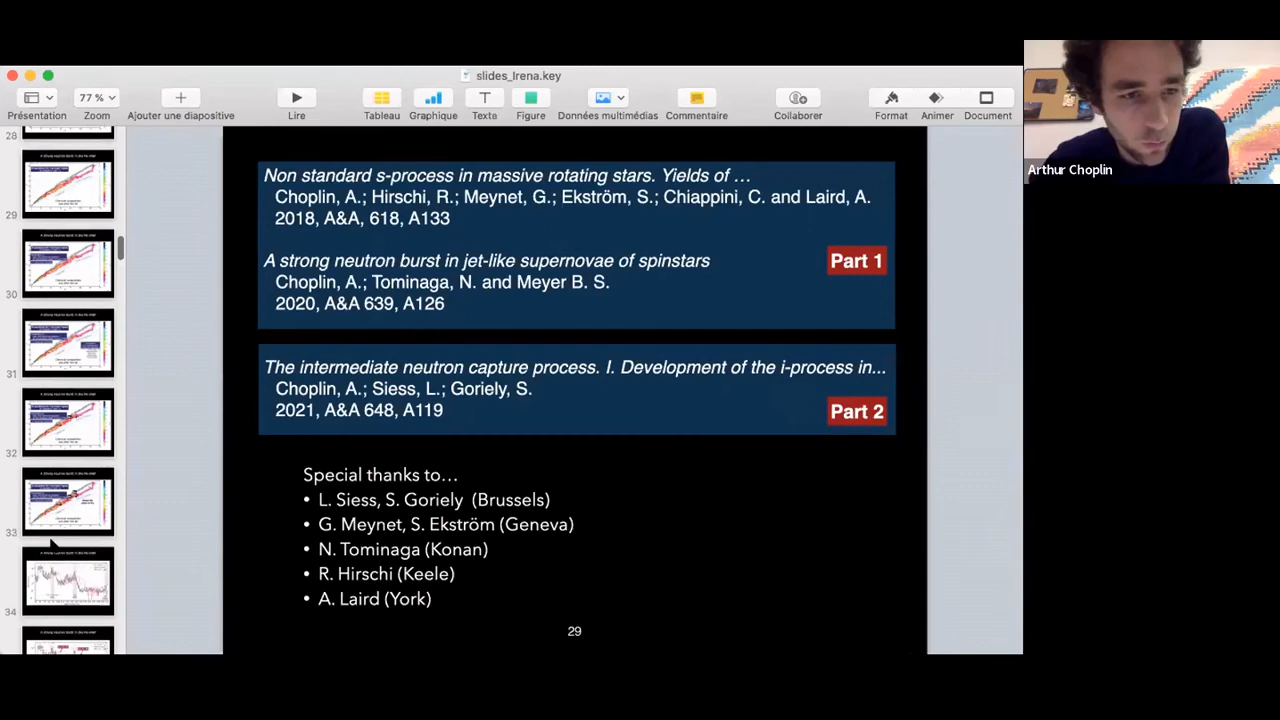 slides_Irena.key
77 %
Présentation
Zoom
Ajouter une diapositive
Lire
Tableau
Graphique
Texte
Figure
Données multimédias
Commentaire
Collaborer
Format
Animer
Document
Arthur Choplin
28
29
30
31
32
33
34
Non standard s-process in massive rotating stars. Yields of …
Choplin, A.; Hirschi, R.; Meynet, G.; Ekström, S.; Chiappini, C. and Laird, A.
2018, A&A, 618, A133
A strong neutron burst in jet-like supernovae of spinstars
Choplin, A.; Tominaga, N. and Meyer B. S.
2020, A&A 639, A126
Part 1
The intermediate neutron capture process. I. Development of the i-process in...
Choplin, A.; Siess, L.; Goriely, S.
2021, A&A 648, A119
Part 2
Special thanks to…
• L. Siess, S. Goriely (Brussels)
• G. Meynet, S. Ekström (Geneva)
• N. Tominaga (Konan)
• R. Hirschi (Keele)
• A. Laird (York)
29